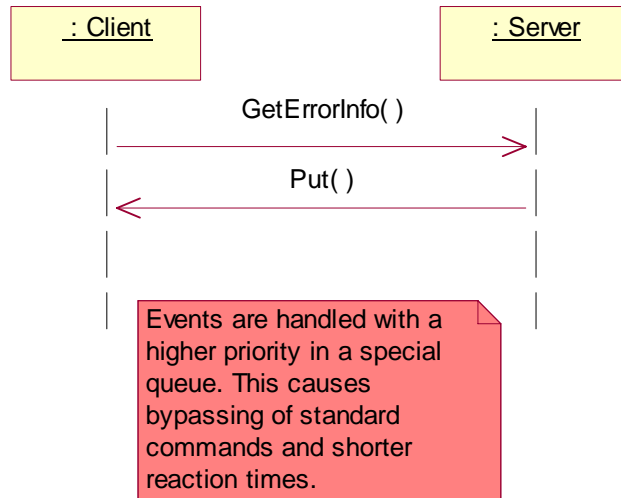 : Client
: Server
GetErrorInfo( )
Put( )
Events are handled with a
higher priority in a special
queue. This causes
bypassing of standard
commands and shorter
reaction times.